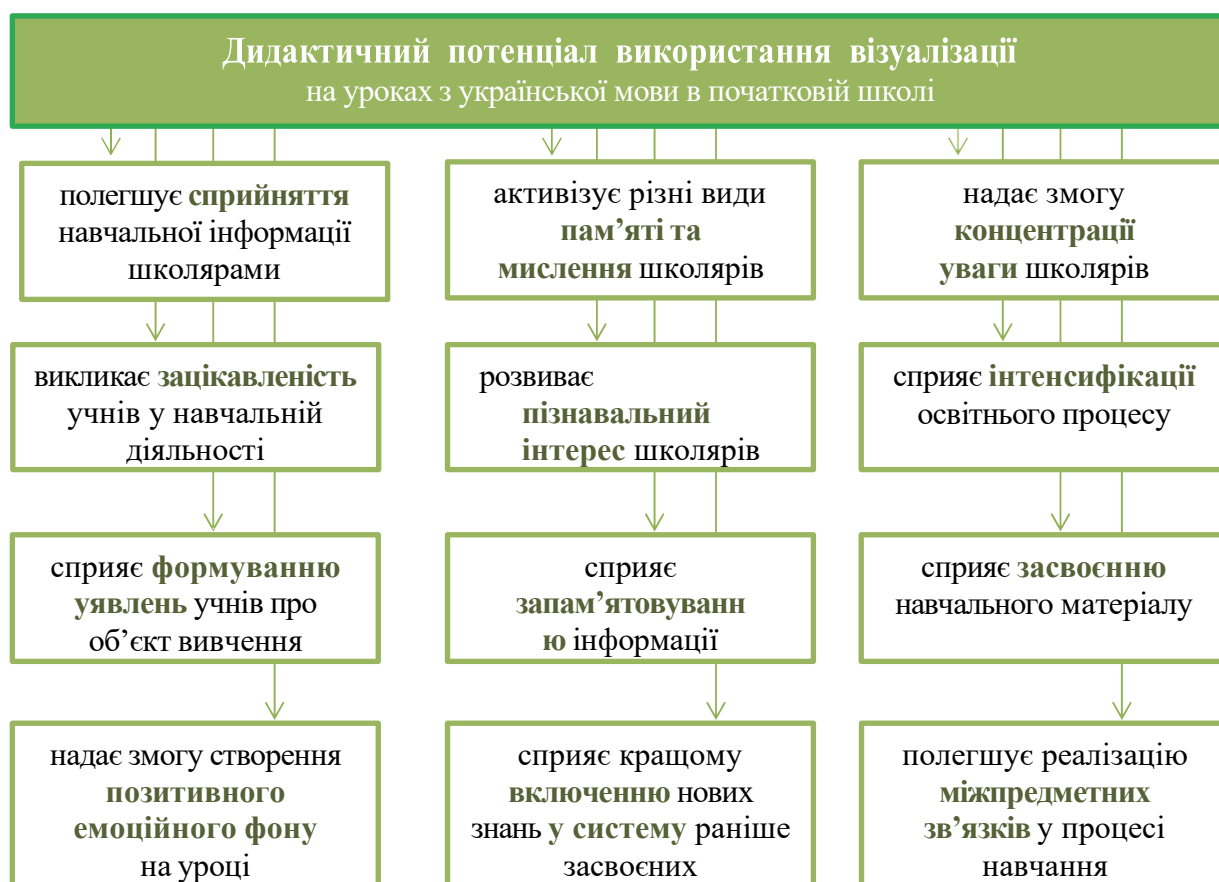 Дидактичний потенціал використання візуалізації
на уроках з української мови в початковій школі
полегшує сприйняття
навчальної інформації
школярами
активізує різні види
пам’яті та
мислення школярів
надає змогу
концентрації
уваги школярів
викликає зацікавленість
учнів у навчальній
діяльності
розвиває
пізнавальний
інтерес школярів
сприяє інтенсифікації
освітнього процесу
сприяє формуванню
уявлень учнів про
об’єкт вивчення
сприяє
запам’ятовуванн
ю інформації
сприяє засвоєнню
навчального матеріалу
надає змогу створення
позитивного
емоційного фону
на уроці
сприяє кращому
включенню нових
знань у систему раніше
засвоєних
полегшує реалізацію
міжпредметних
зв’язків у процесі
навчання